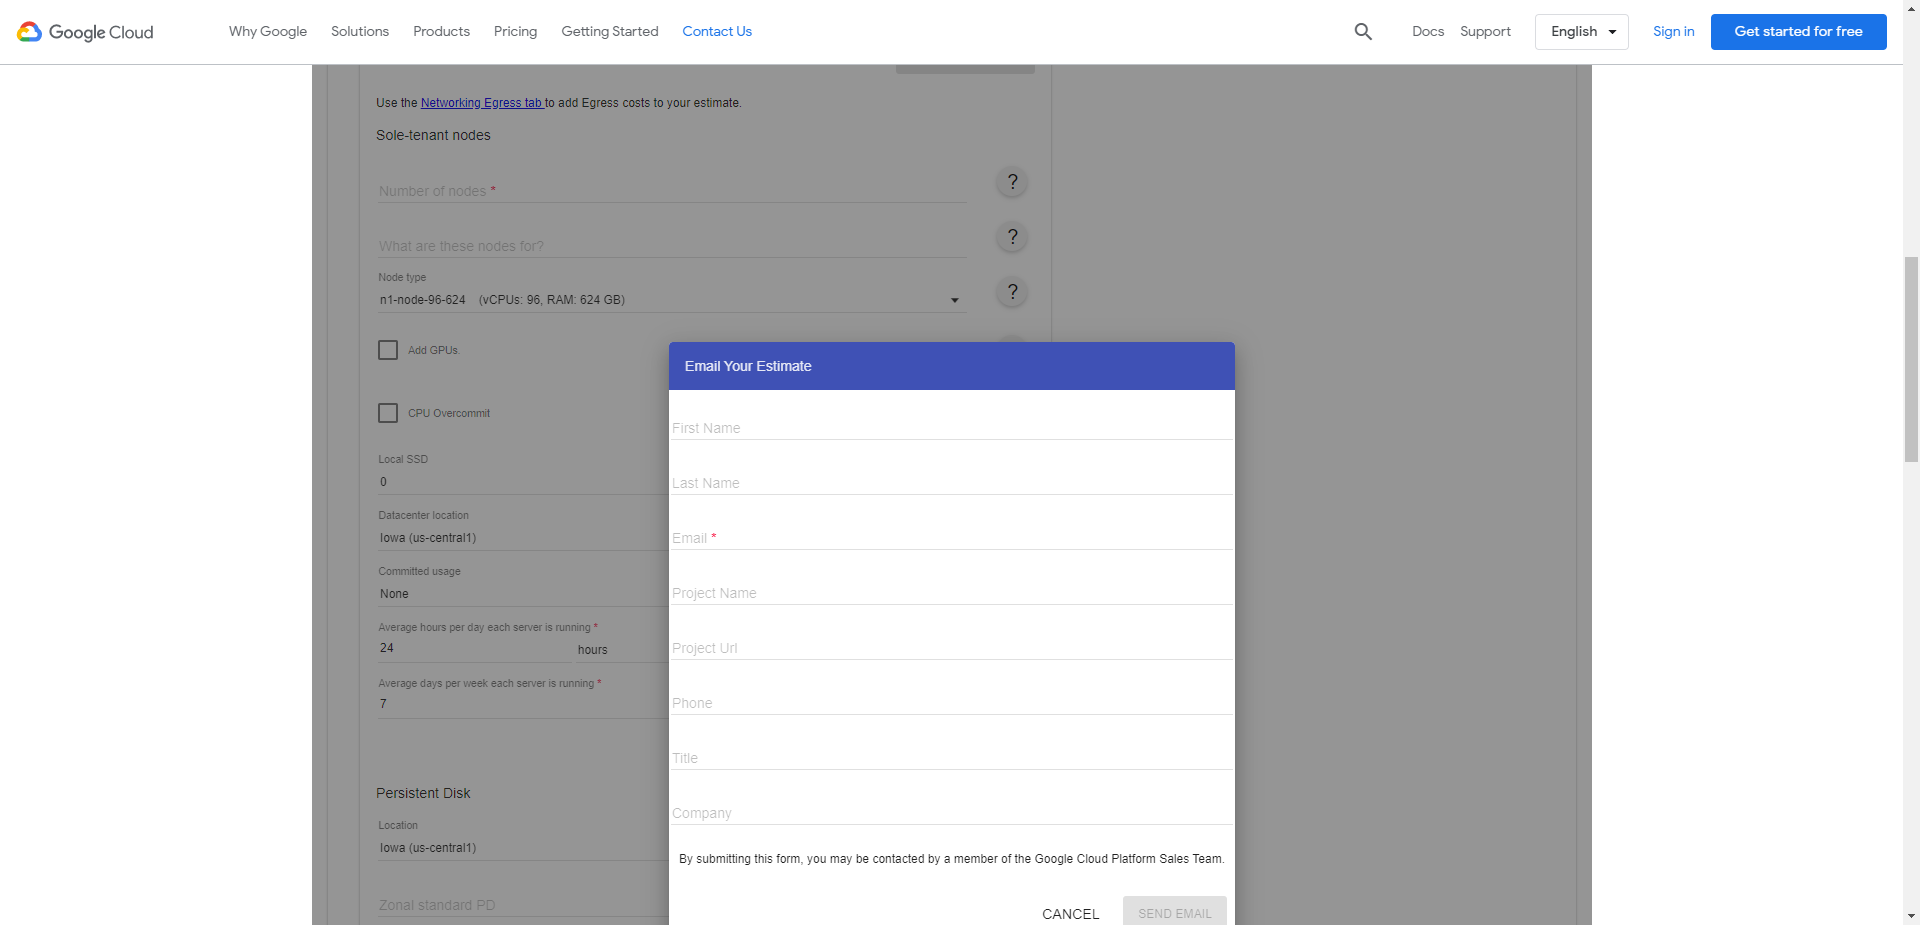 Google Cloud
Why Google
Solutions
Products
Pricing
Getting Started
Contact Us
Docs
Support
English
Sign in
Get started for free
Use the Networking Egress tab to add Egress costs to your estimate.
Sole-tenant nodes
Number of nodes *
?
What are these nodes for?
?
Node type
n1-node-96-624 (vCPUs: 96, RAM: 624 GB)
?
Add GPUs.
CPU Overcommit
Local SSD
0
Datacenter location
Iowa (us-central1)
Committed usage
None
Average hours per day each server is running *
24
hours
Average days per week each server is running *
7
Persistent Disk
Location
Iowa (us-central1)
Zonal standard PD
Email Your Estimate
First Name
Last Name
Email *
Project Name
Project Url
Phone
Title
Company
By submitting this form, you may be contacted by a member of the Google Cloud Platform Sales Team.
CANCEL
SEND EMAIL